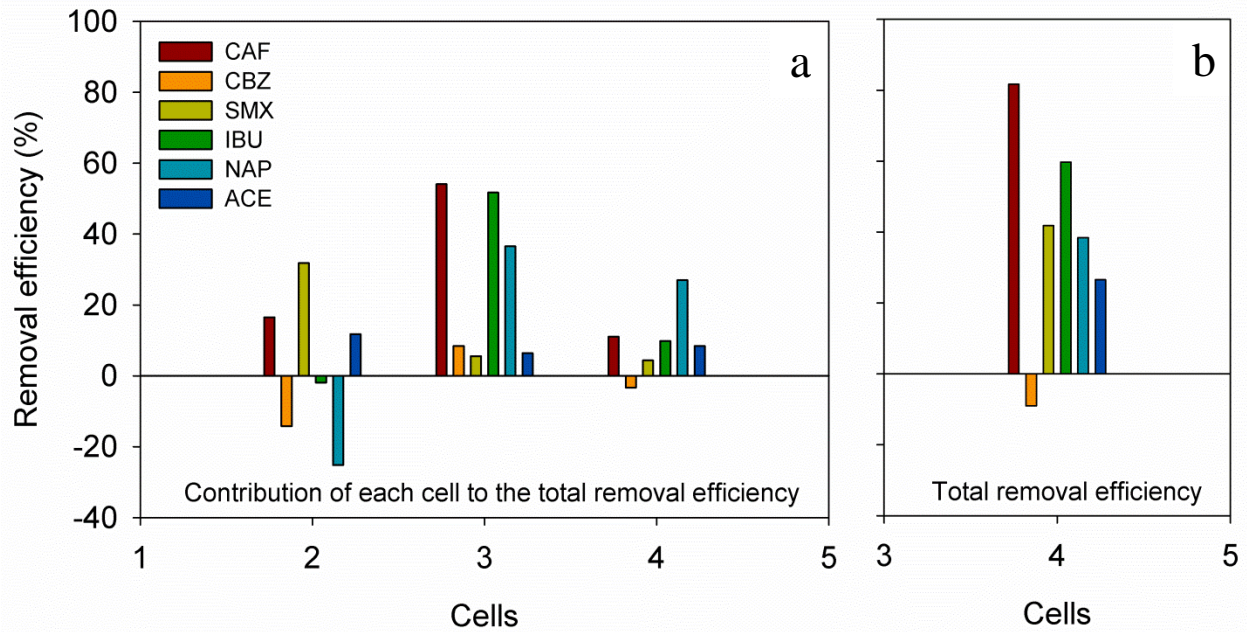 100
80
60
40
20
0
-20
-40
Removal efficiency (%)
CAF
CBZ
SMX
IBU
NAP
ACE
a
Contribution of each cell to the total removal efficiency
1 2 3 4 5
Cells
b
Total removal efficiency
3 4 5
Cells